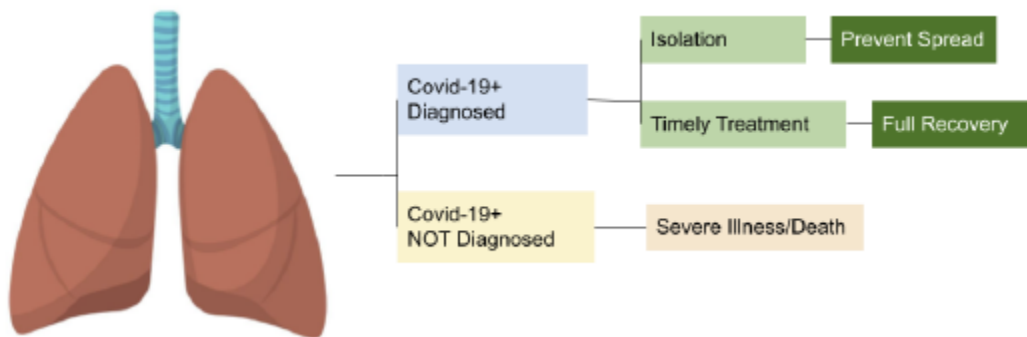 Isolation
Prevent Spread
Covid-19+
Diagnosed
Timely Treatment
Full Recovery
Covid-19+
NOT Diagnosed
Severe Illness/Death